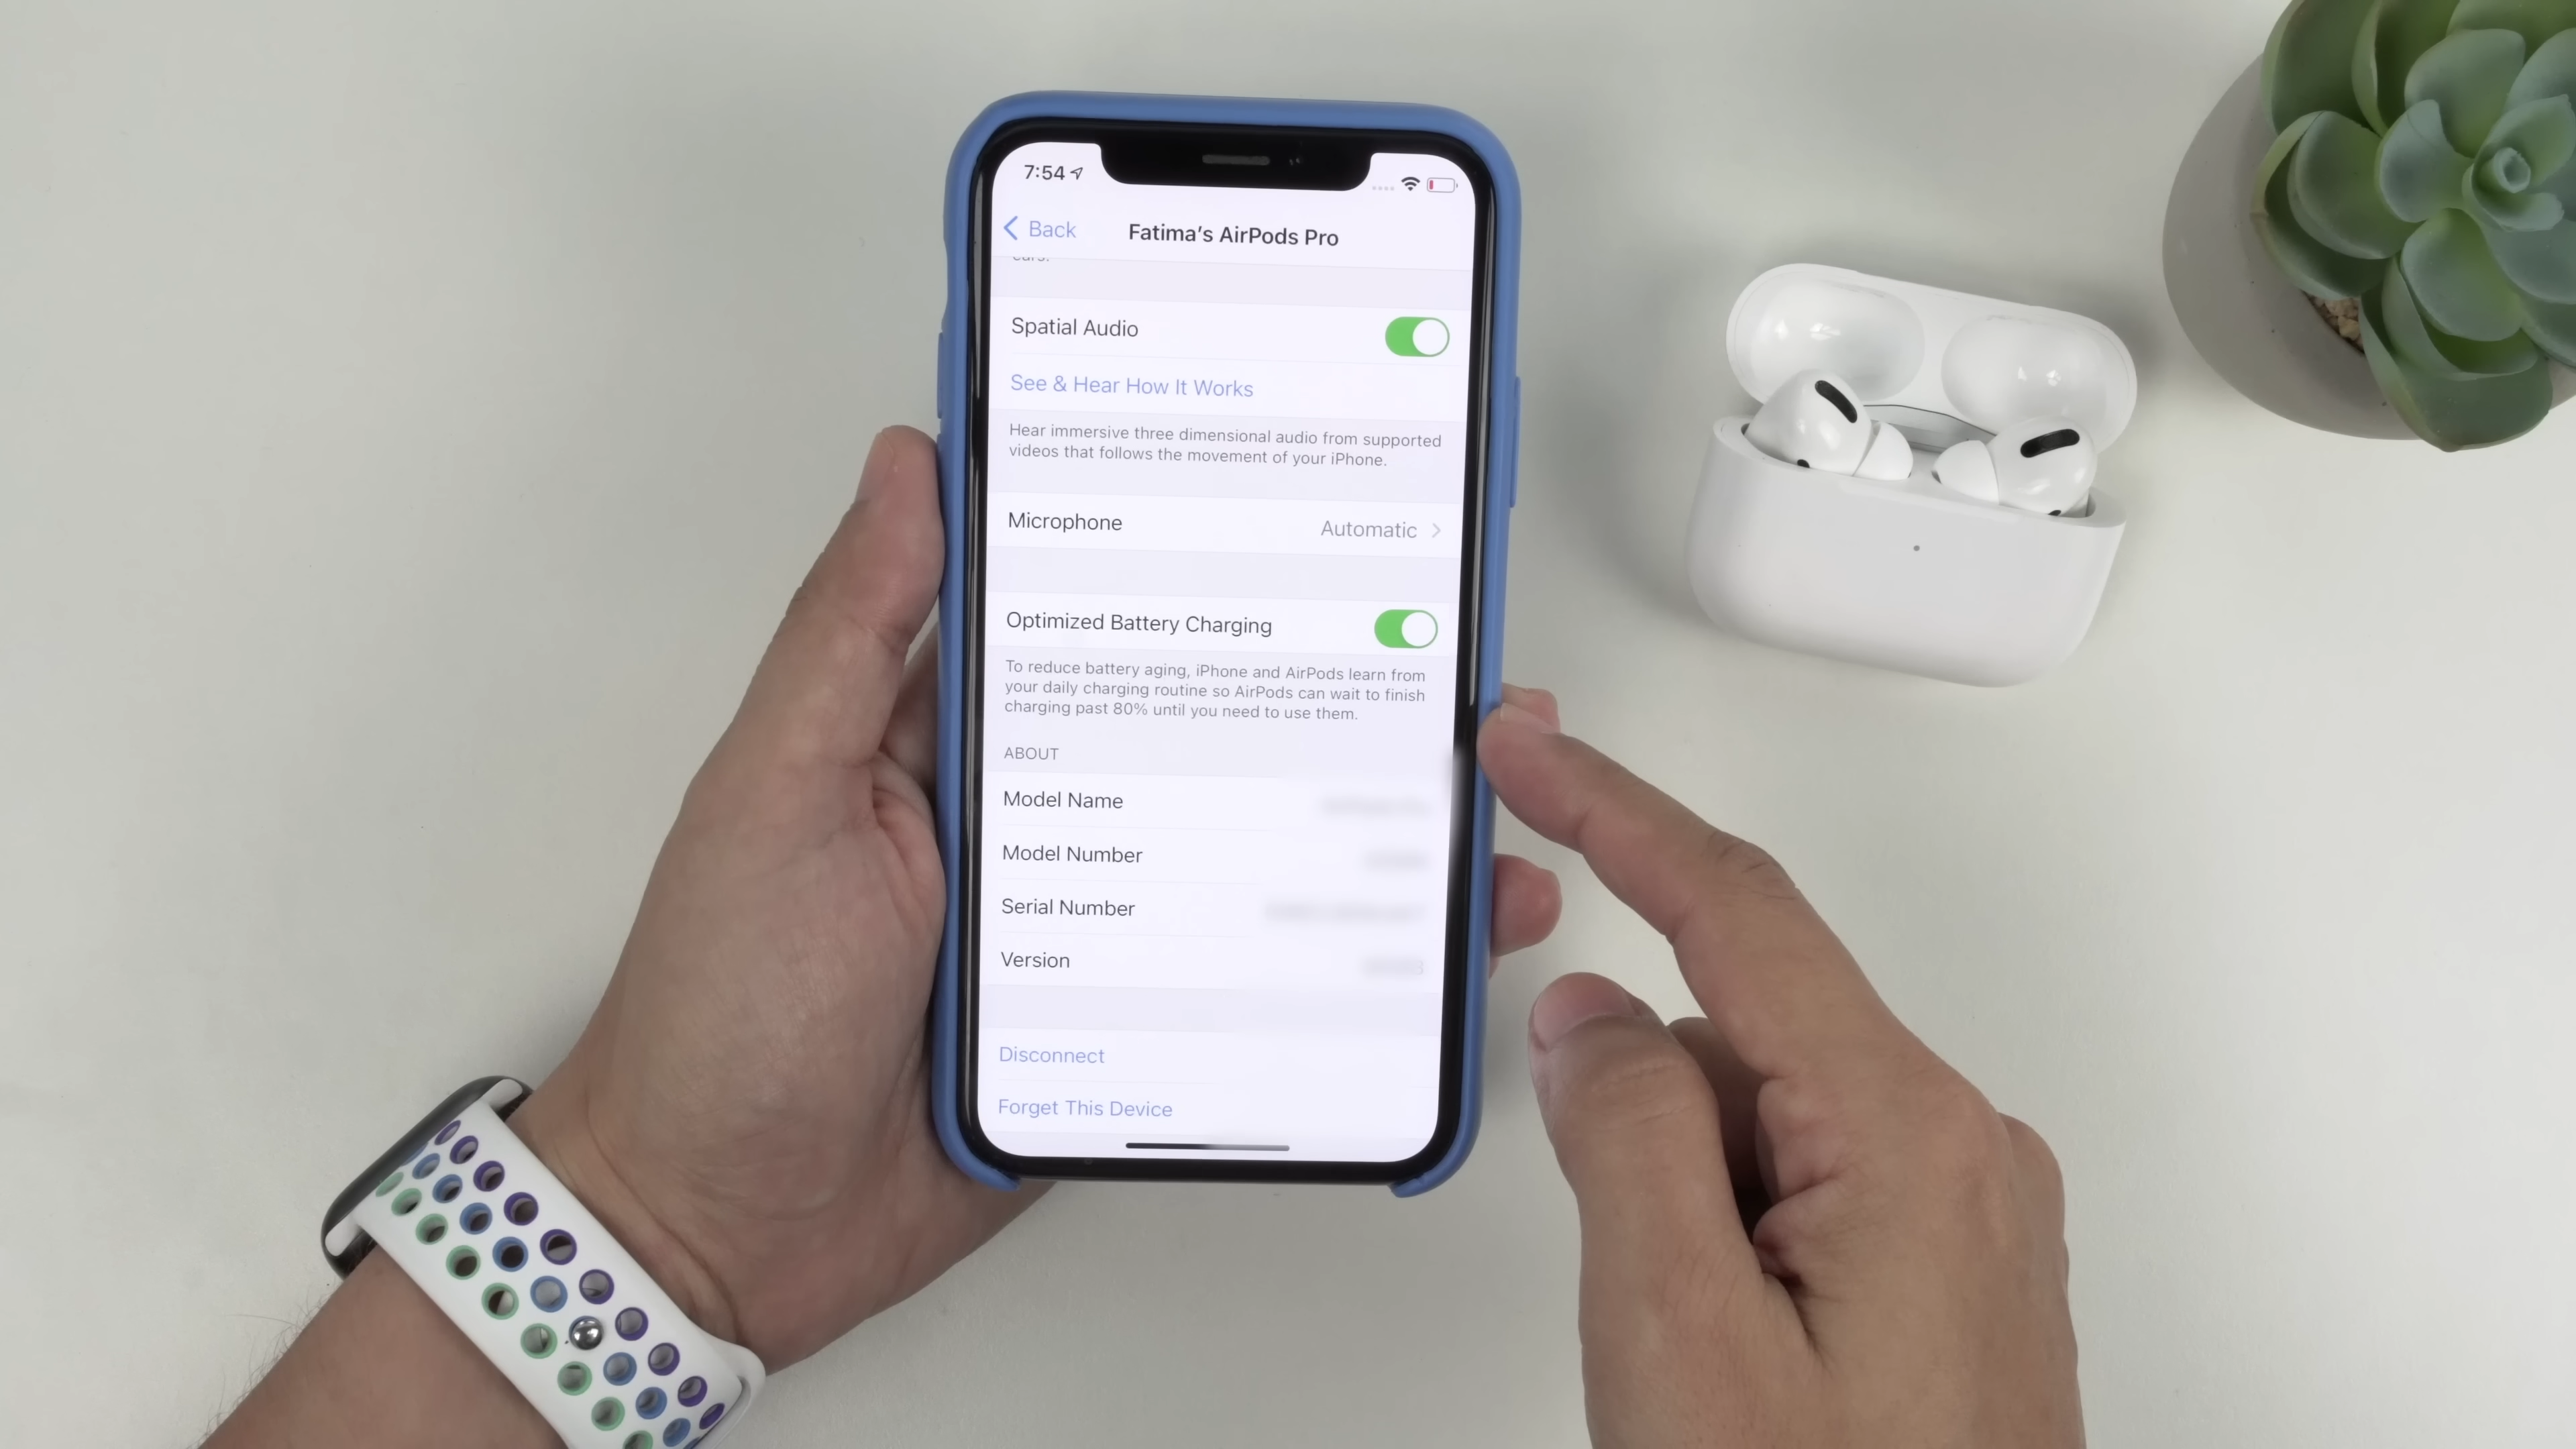 7:54
Back
Fatima's AirPods Pro
ears.
Spatial Audio
See & Hear How It Works
Hear immersive three dimensional audio from supported
videos that follows the movement of your iPhone.
Microphone Automatic
Optimized Battery Charging
To reduce battery aging, iPhone and AirPods learn from
your daily charging routine so AirPods can wait to finish
charging past 80% until you need to use them.
ABOUT
Model Name
Model Number
Serial Number
Version
Disconnect
Forget This Device